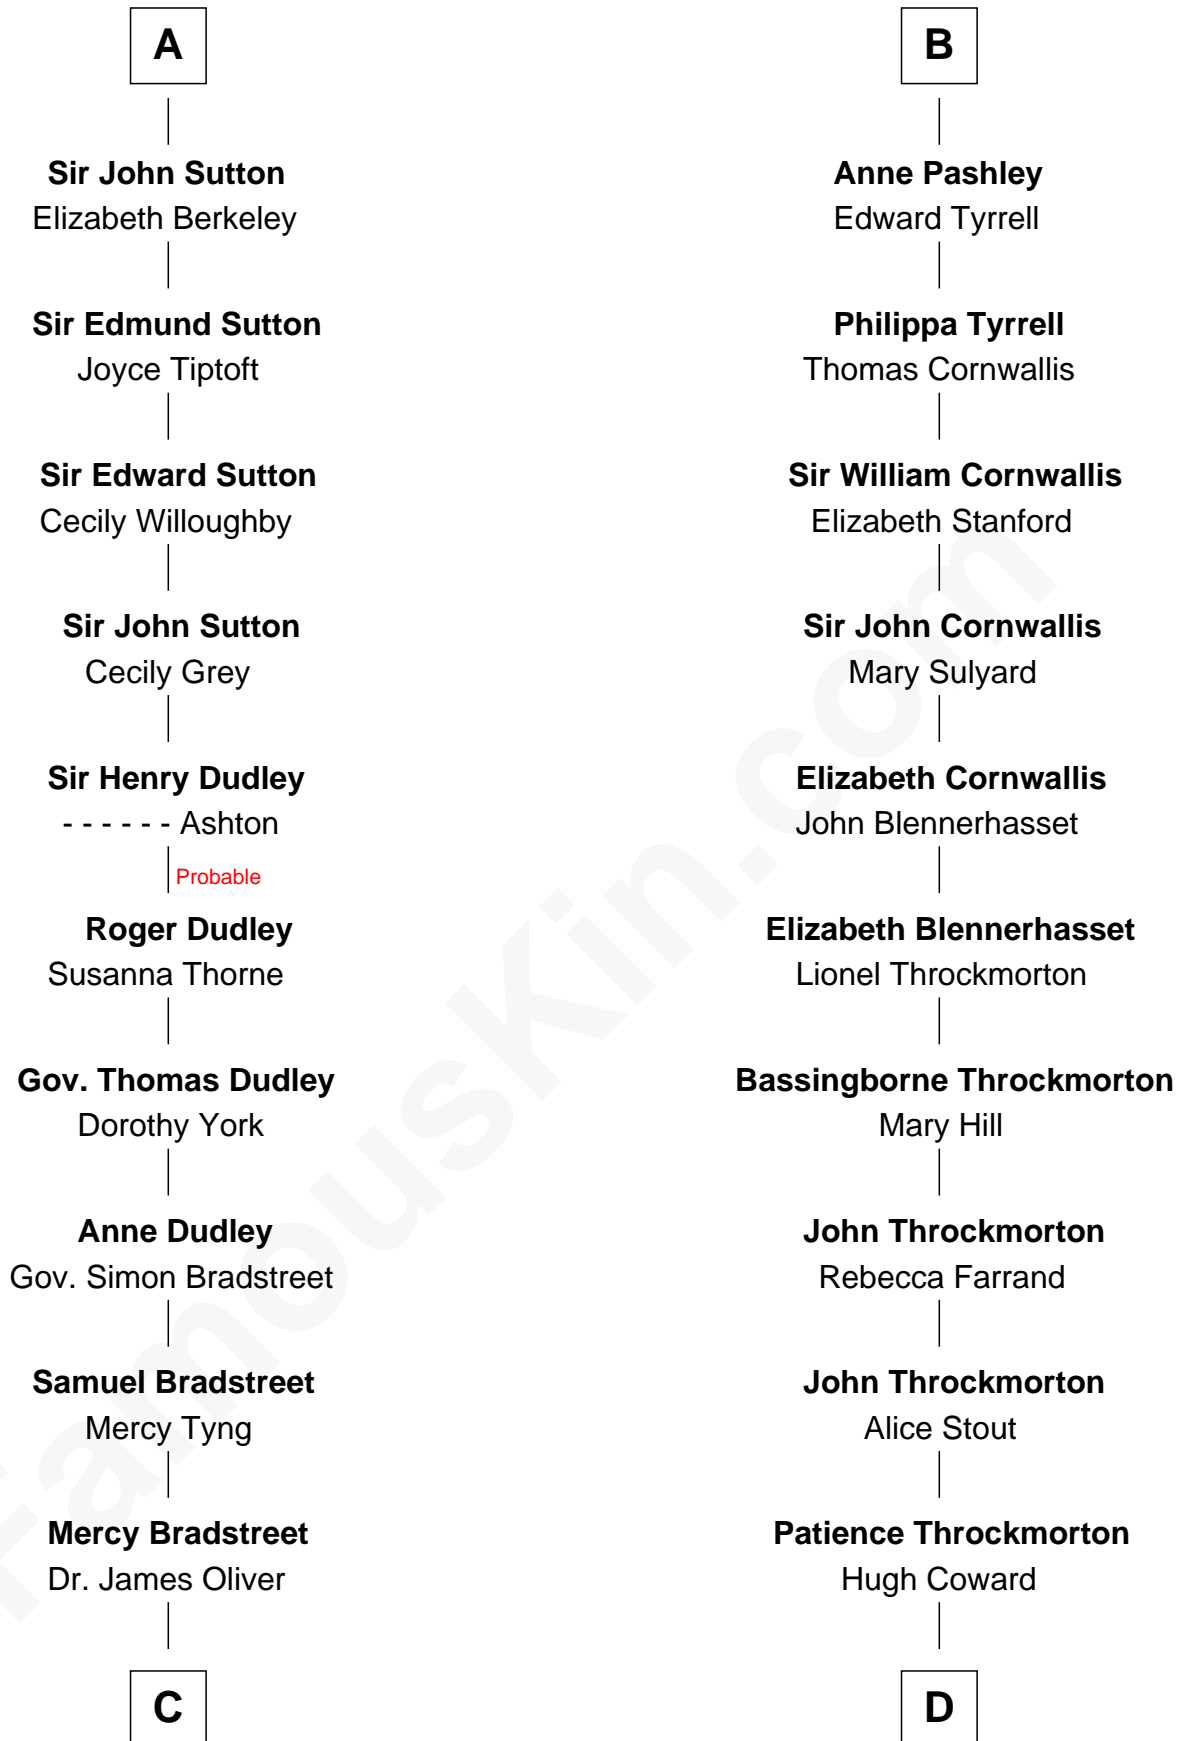 A
Sir John Sutton
Elizabeth Berkeley
Sir Edmund Sutton
Joyce Tiptoft
Sir Edward Sutton
Cecily Willoughby
Sir John Sutton
Cecily Grey
Sir Henry Dudley
- - - - - - Ashton
Probable
Roger Dudley
Susanna Thorne
Gov. Thomas Dudley
Dorothy York
Anne Dudley
Gov. Simon Bradstreet
Samuel Bradstreet
Mercy Tyng
Mercy Bradstreet
Dr. James Oliver
C
B
Anne Pashley
Edward Tyrrell
Philippa Tyrrell
Thomas Cornwallis
Sir William Cornwallis
Elizabeth Stanford
Sir John Cornwallis
Mary Sulyard
Elizabeth Cornwallis
John Blennerhasset
Elizabeth Blennerhasset
Lionel Throckmorton
Bassingborne Throckmorton
Mary Hill
John Throckmorton
Rebecca Farrand
John Throckmorton
Alice Stout
Patience Throckmorton
Hugh Coward
D
FamousKin.com